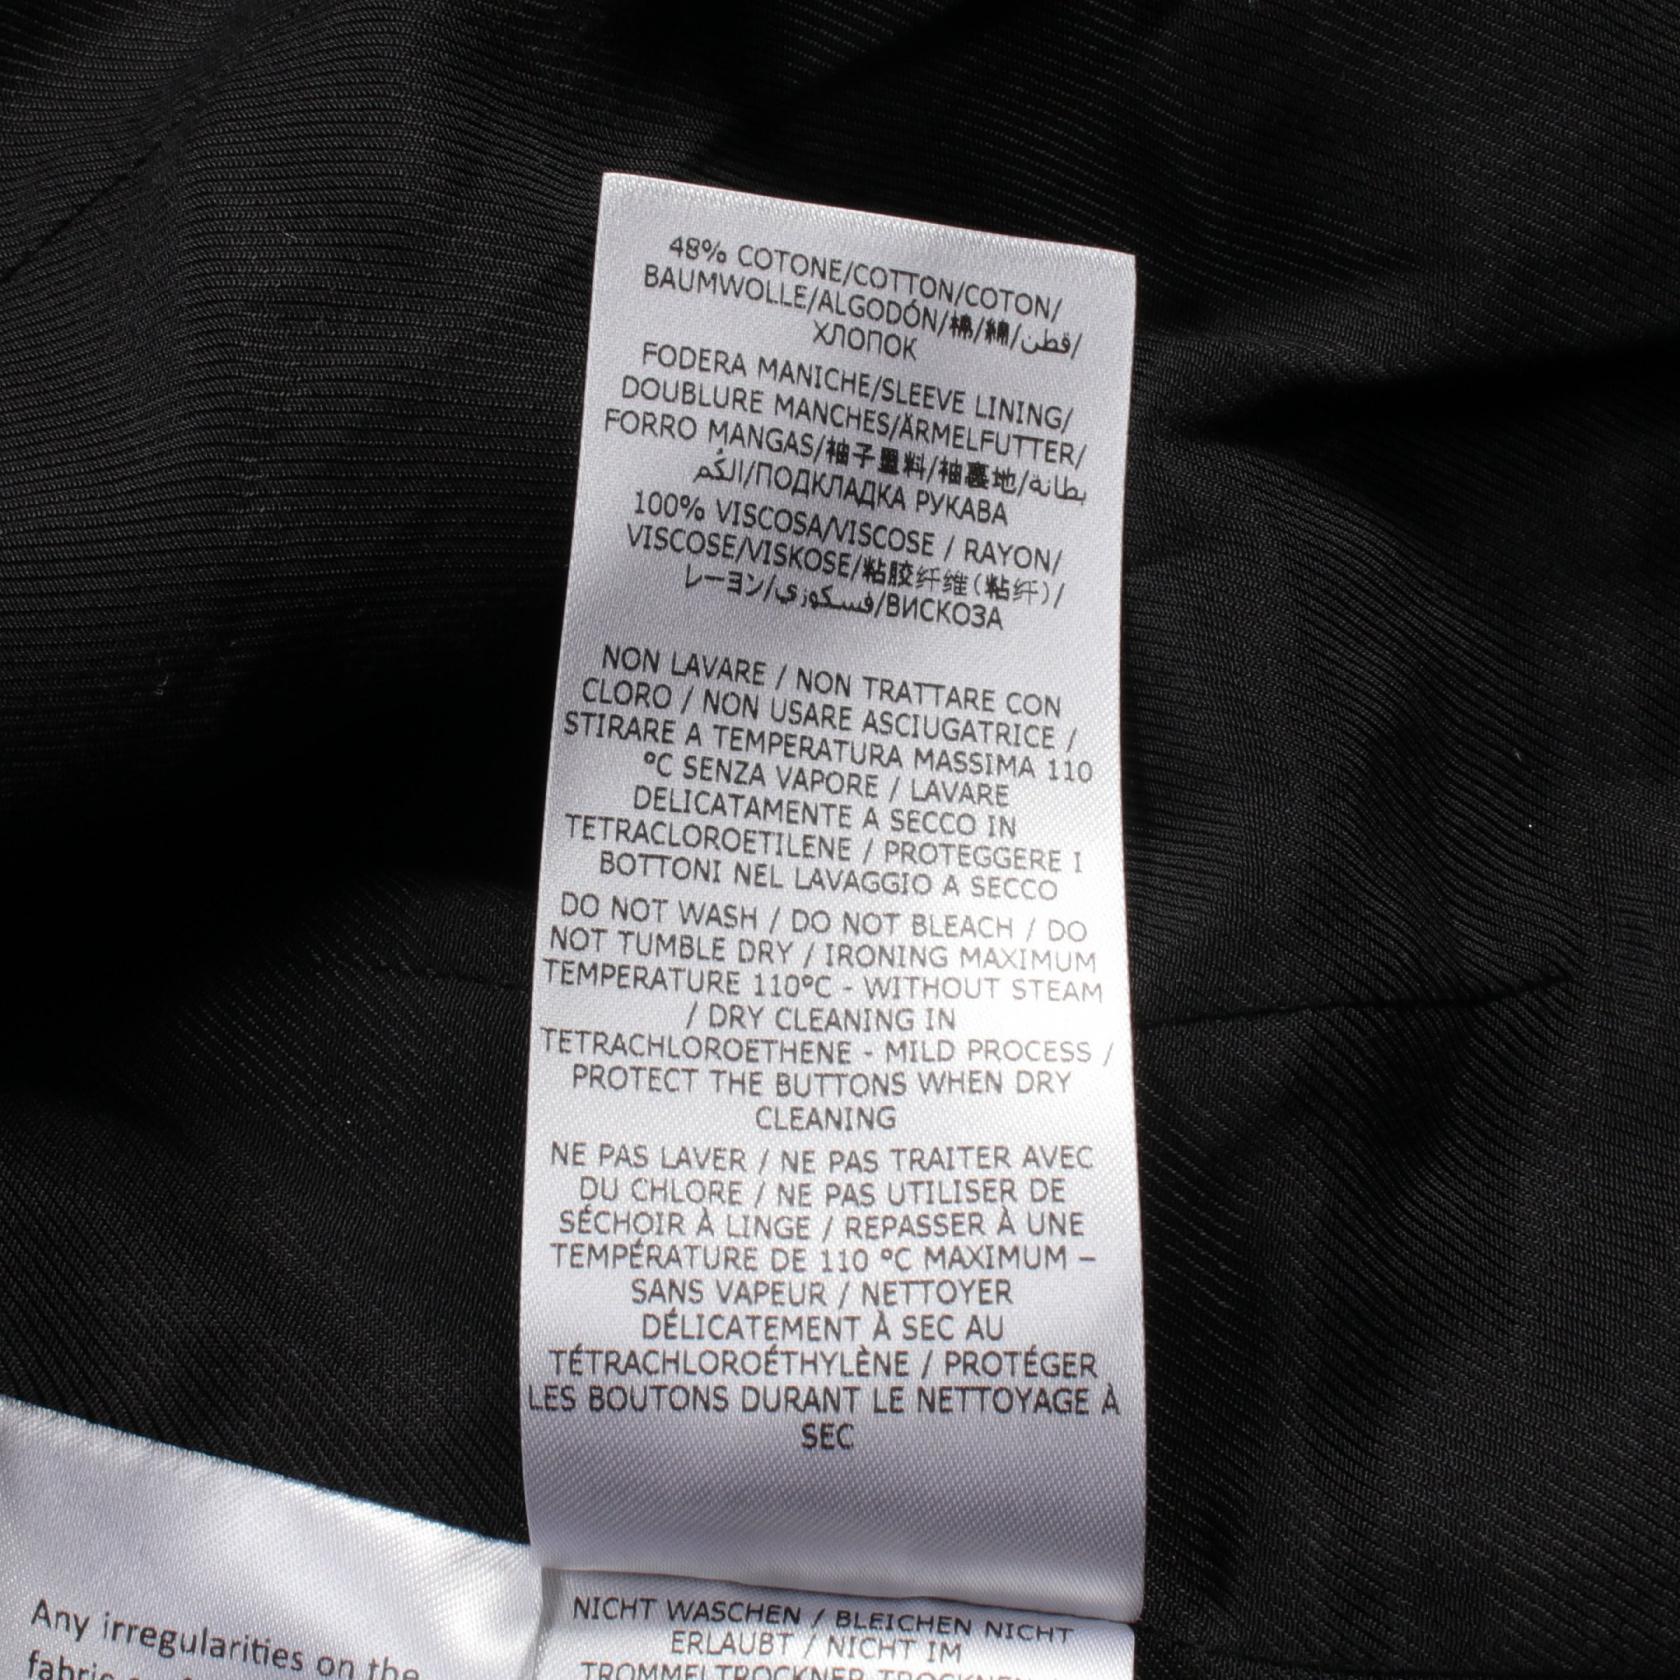 48% COTONE/COTTON/COTON/
BAUMWOLLE/ALGODÓN/棉/綿/قطن/
ХЛОПОК
FODERA MANICHE/SLEEVE LINING/
DOUBLURE MANCHES/ÄRMELFUTTER/
FORRO MANGAS/袖子里料/袖裏地/بطانة
الكُم/ПОДКЛАДКА РУКАВА
100% VISCOSA/VISCOSE / RAYON/
VISCOSE/VISKOSE/粘胶纤维(粘纤)/
レーヨン/فسكوزي/ВИСКОЗА
NON LAVARE / NON TRATTARE CON
CLORO / NON USARE ASCIUGATRICE /
STIRARE A TEMPERATURA MASSIMA 110
ºC SENZA VAPORE / LAVARE
DELICATAMENTE A SECCO IN
TETRACLOROETILENE / PROTEGGERE I
BOTTONI NEL LAVAGGIO A SECCO
DO NOT WASH / DO NOT BLEACH / DO
NOT TUMBLE DRY / IRONING MAXIMUM
TEMPERATURE 110ºC - WITHOUT STEAM
/ DRY CLEANING IN
TETRACHLOROETHENE - MILD PROCESS /
PROTECT THE BUTTONS WHEN DRY
CLEANING
NE PAS LAVER / NE PAS TRAITER AVEC
DU CHLORE / NE PAS UTILISER DE
SÉCHOIR À LINGE / REPASSER À UNE
TEMPÉRATURE DE 110 ºC MAXIMUM –
SANS VAPEUR / NETTOYER
DÉLICATEMENT À SEC AU
TÉTRACHLOROÉTHYLÈNE / PROTÉGER
LES BOUTONS DURANT LE NETTOYAGE À
SEC
NICHT WASCHEN / BLEICHEN NICHT
ERLAUBT / NICHT IM
TROMMELTROCKNER TROCKNEN
Any irregularities on the
fabric